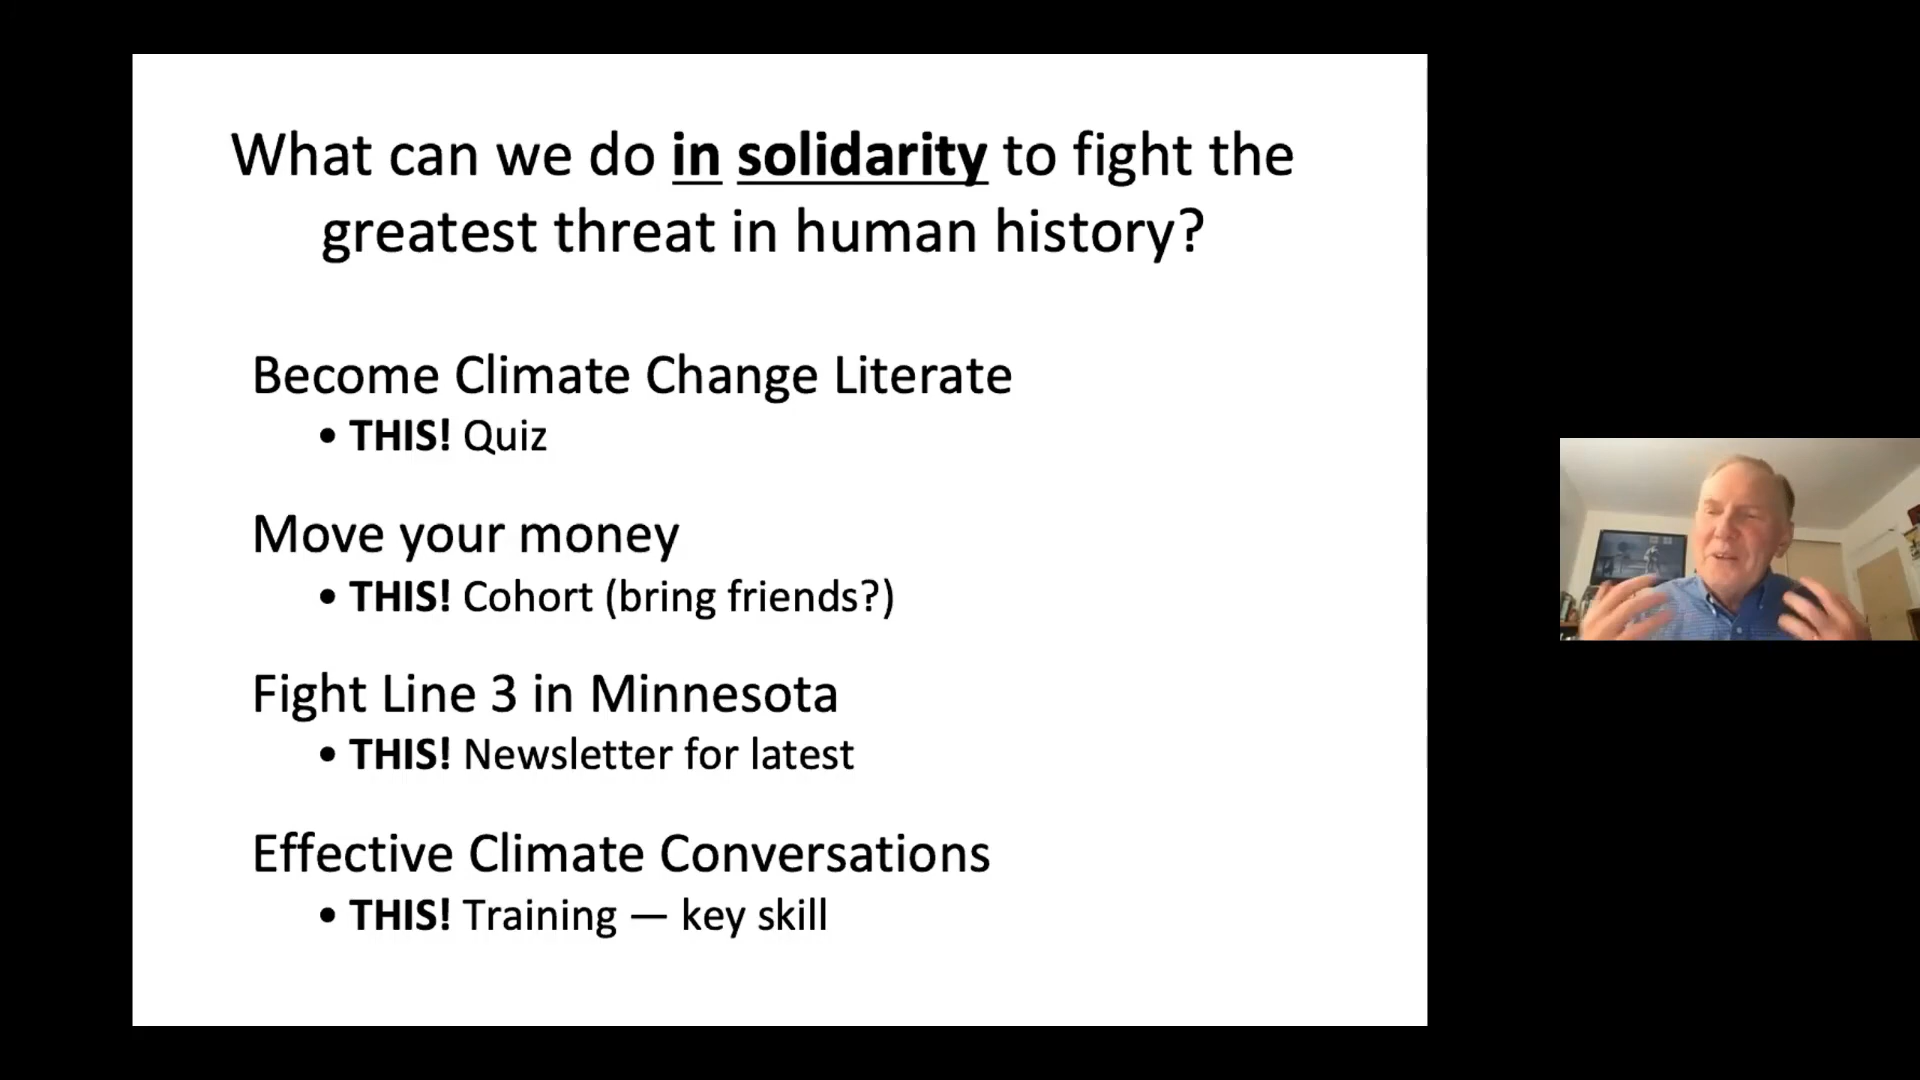 What can we do in solidarity to fight the
greatest threat in human history?
Become Climate Change Literate
• THIS! Quiz
Move your money
• THIS! Cohort (bring friends?)
Fight Line 3 in Minnesota
• THIS! Newsletter for latest
Effective Climate Conversations
• THIS! Training — key skill